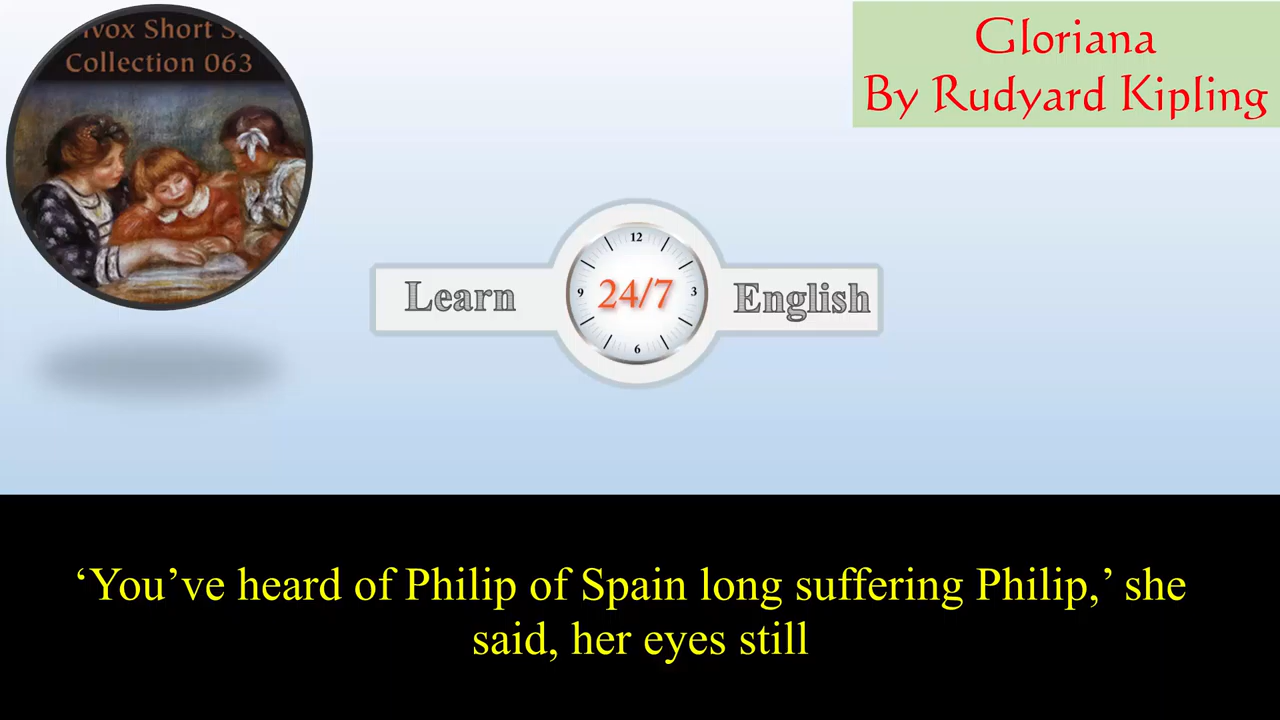 Collection 063
Gloriana
By Rudyard Kipling
Learn 24/7 English
12
9
3
6
‘You’ve heard of Philip of Spain long suffering Philip,’ she
said, her eyes still